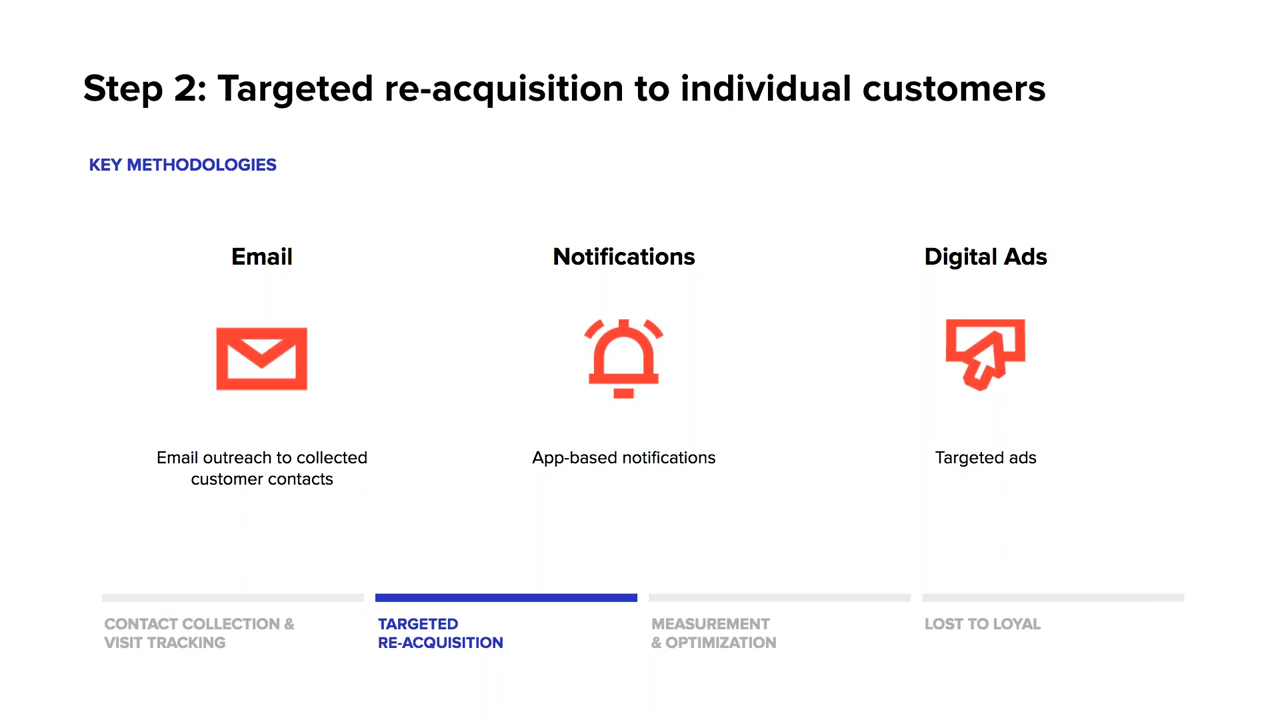 Step 2: Targeted re-acquisition to individual customers
KEY METHODOLOGIES
Email
Notifications
Digital Ads
Email outreach to collected
customer contacts
App-based notifications
Targeted ads
CONTACT COLLECTION &
VISIT TRACKING
TARGETED
RE-ACQUISITION
MEASUREMENT
& OPTIMIZATION
LOST TO LOYAL